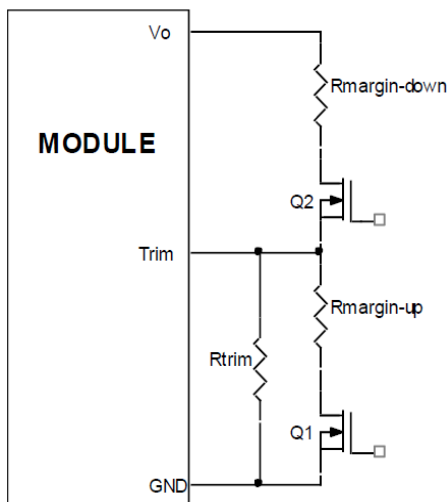 Vo
Rmargin-down
MODULE
Q2
Trim
Rmargin-up
Rtrim
Q1
GND